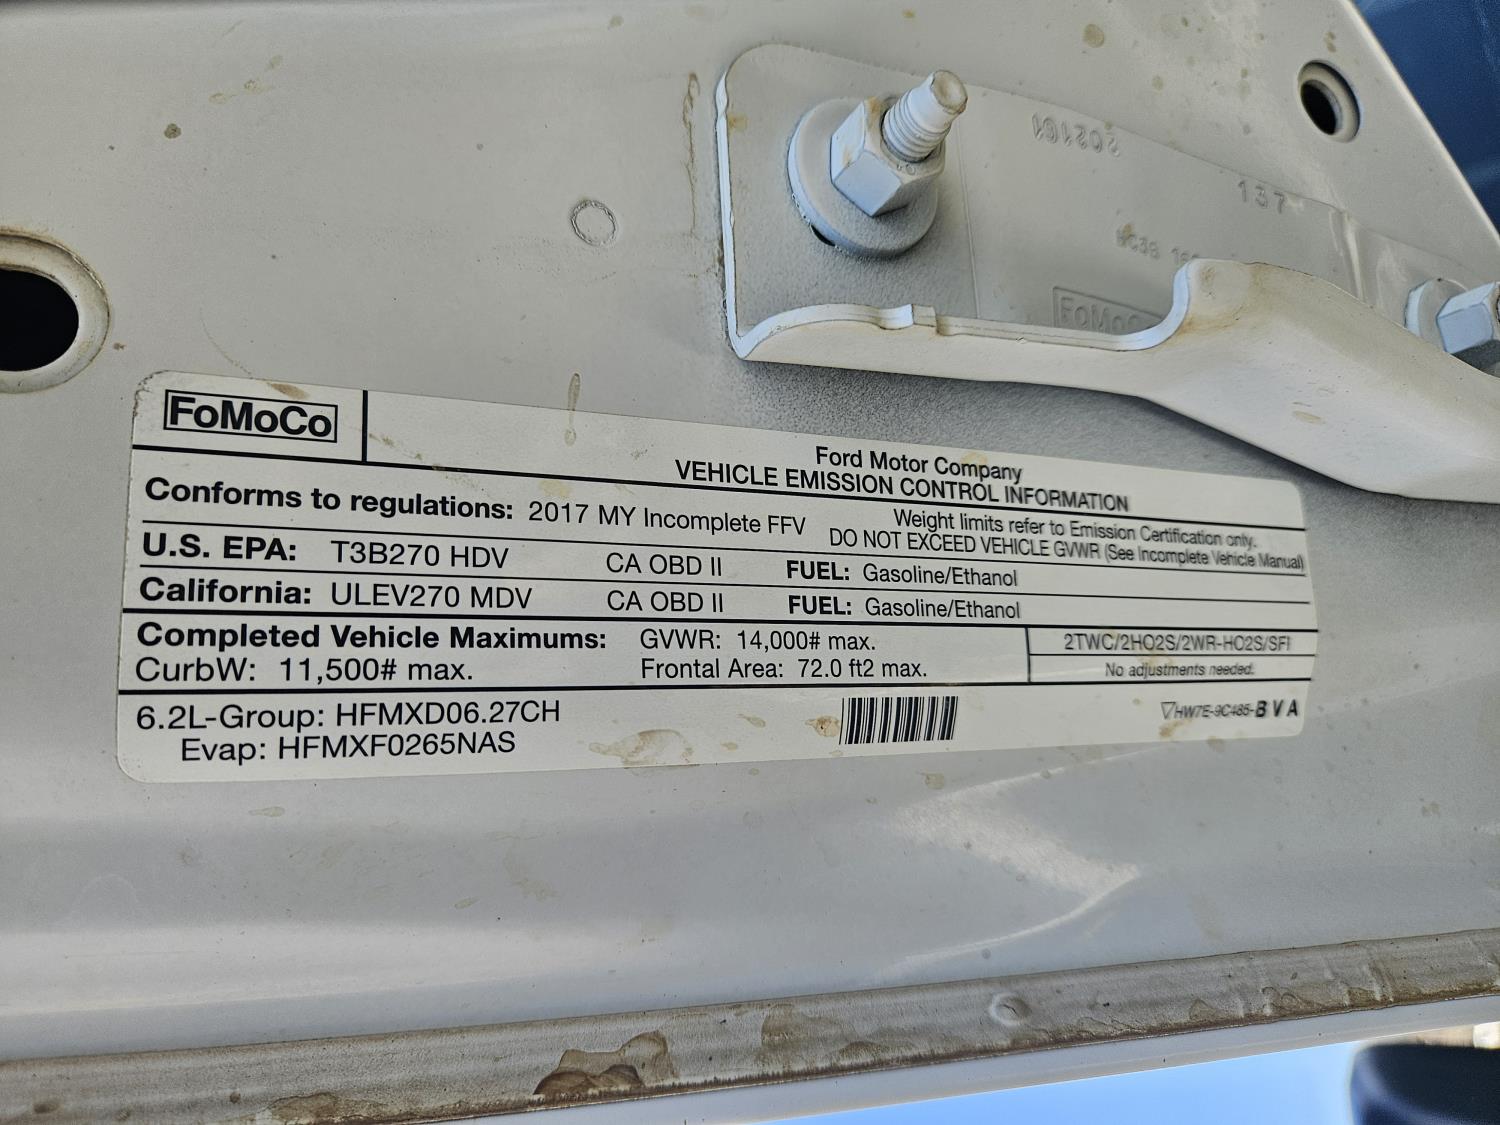 202161
137
FoMoCo
FoMoCo
Ford Motor Company
VEHICLE EMISSION CONTROL INFORMATION
Conforms to regulations: 2017 MY Incomplete FFV
Weight limits refer to Emission Certification only.
DO NOT EXCEED VEHICLE GVWR (See Incomplete Vehicle Manual)
U.S. EPA: T3B270 HDV CA OBD II FUEL: Gasoline/Ethanol
California: ULEV270 MDV CA OBD II FUEL: Gasoline/Ethanol
Completed Vehicle Maximums: GVWR: 14,000# max.
CurbW: 11,500# max. Frontal Area: 72.0 ft2 max.
2TWC/2HO2S/2WR-HO2S/SFI
No adjustments needed.
6.2L-Group: HFMXD06.27CH
Evap: HFMXF0265NAS
HW7E-9C485-B V A